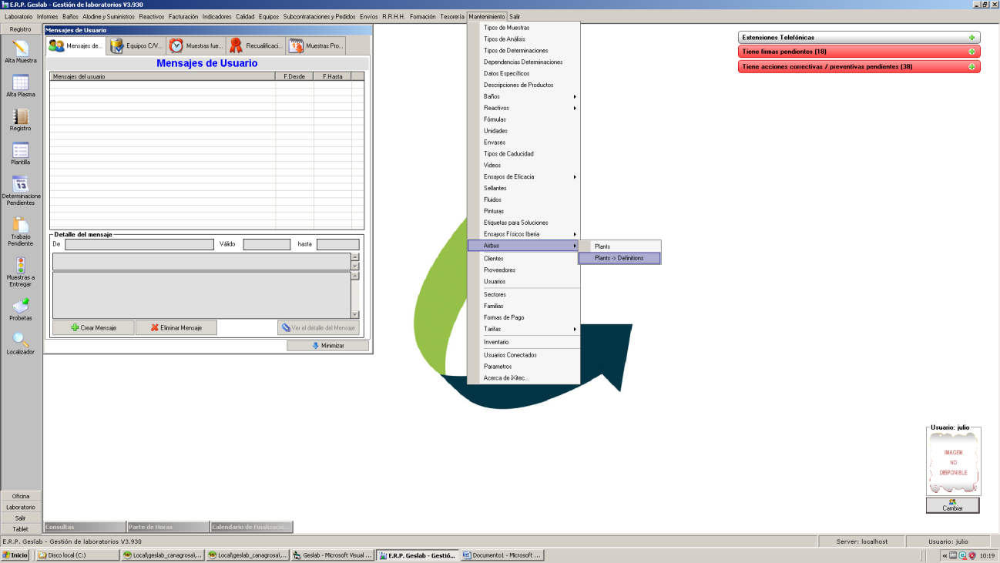 E.R.P. Geslab - Gestión de laboratorios V3.930
Laboratorio Informes Baños Alodine y Suministros Reactivos Facturación Indicadores Calidad Equipos Subcontrataciones y Pedidos Envíos R.R.H.H. Formación Tesorería Mantenimiento Salir
Registro
Alta Muestra
Alta Plasma
Registro
Plantilla
March
13
Determinacione
Pendientes
Trabajo
Pendiente
Muestras a
Entregar
Probetas
Localizador
Oficina
Laboratorio
Salir
Tablet
Mensajes de Usuario
Mensajes de... Equipos C/V... Muestras fue... Recualificaci... Muestras Pro...
Mensajes de Usuario
Mensajes del usuario F.Desde F.Hasta
Detalle del mensaje
De Válido hasta
Crear Mensaje Eliminar Mensaje Ver el detalle del Mensaje
Minimizar
Tipos de Muestras
Tipos de Análisis
Tipos de Determinaciones
Dependencias Determinaciones
Datos Específicos
Descripciones de Productos
Baños
Reactivos
Fórmulas
Unidades
Envases
Tipos de Caducidad
Videos
Ensayos de Eficacia
Sellantes
Fluidos
Pinturas
Etiquetas para Soluciones
Ensayos Físicos Iberia
Airbus
Plants
Plants -> Definitions
Clientes
Proveedores
Usuarios
Sectores
Familias
Formas de Pago
Tarifas
Inventario
Usuarios Conectados
Parametros
Acerca de iXitec...
Extensiones Telefónicas
Tiene firmas pendientes (18)
Tiene acciones correctivas / preventivas pendientes (38)
Usuario: julio
IMAGEN
NO
DISPONIBLE
Cambiar
Consultas Parte de Horas Calendario de Finalizació...
E.R.P. Geslab - Gestión de laboratorios V3.930 Server: localhost Usuario: julio
Inicio Disco local (C:) Local\geslab_canagrosa\... Local\geslab_canagrosa\... Geslab - Microsoft Visual ... E.R.P. Geslab - Gestió... Documento1 - Microsoft ... 10:19